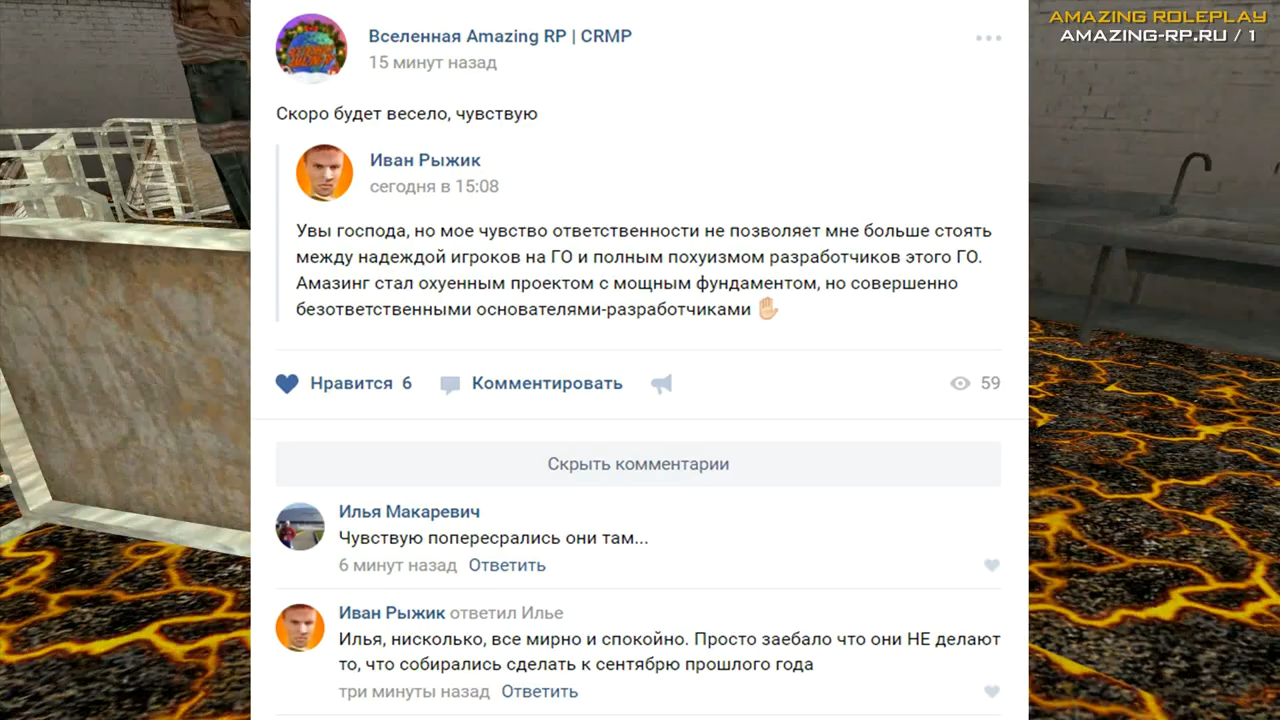 AMAZING ROLEPLAY
AMAZING-RP.RU / 1
Вселенная Amazing RP | CRMP
15 минут назад
Скоро будет весело, чувствую
Иван Рыжик
сегодня в 15:08
Увы господа, но мое чувство ответственности не позволяет мне больше стоять
между надеждой игроков на ГО и полным похуизмом разработчиков этого ГО.
Амазинг стал охуенным проектом с мощным фундаментом, но совершенно
безответственными основателями-разработчиками ✋🏻
Нравится 6 Комментировать 59
Скрыть комментарии
Илья Макаревич
Чувствую попересрались они там...
6 минут назад Ответить
Иван Рыжик ответил Илье
Илья, нисколько, все мирно и спокойно. Просто заебало что они НЕ делают
то, что собирались сделать к сентябрю прошлого года
три минуты назад Ответить